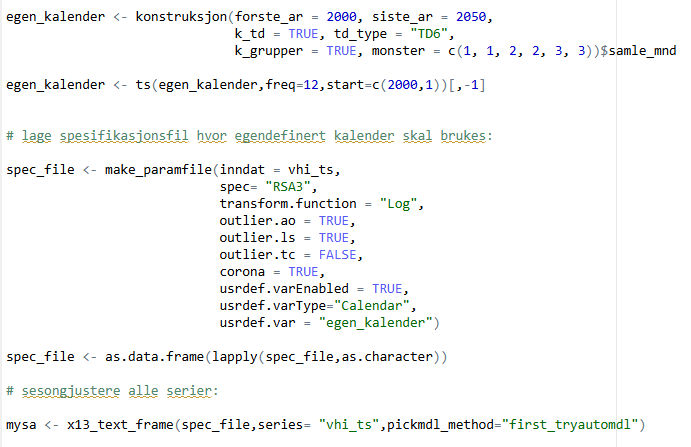 egen_kalender <- konstruksjon(forste_ar = 2000, siste_ar = 2050,
k_td = TRUE, td_type = "TD6",
k_grupper = TRUE, monster = c(1, 1, 2, 2, 3, 3))$samle_mnd
egen_kalender <- ts(egen_kalender,freq=12,start=c(2000,1))[,-1]
# lage spesifikasjonsfil hvor egendefinert kalender skal brukes:
spec_file <- make_paramfile(inndat = vhi_ts,
spec= "RSA3",
transform.function = "Log",
outlier.ao = TRUE,
outlier.ls = TRUE,
outlier.tc = FALSE,
corona = TRUE,
usrdef.varEnabled = TRUE,
usrdef.varType="Calendar",
usrdef.var = "egen_kalender")
spec_file <- as.data.frame(lapply(spec_file,as.character))
# sesongjustere alle serier:
mysa <- x13_text_frame(spec_file,series= "vhi_ts",pickmdl_method="first_tryautomdl")